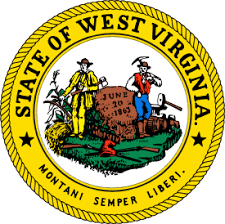 STATE OF WEST VIRGINIA
JUNE
20
1863
MONTANI SEMPER LIBERI.